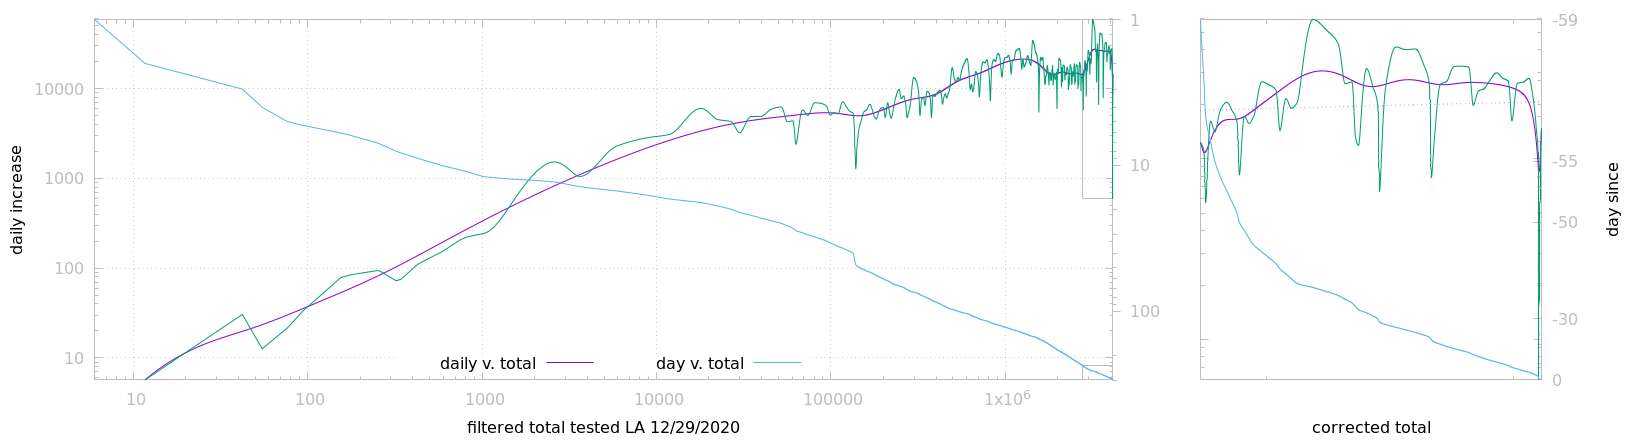 1
-59
10000
10
-55
1000
daily increase
-50
day since
100
100
-30
10
daily v. total
day v. total
0
10
100
1000
10000
100000
1x10⁶
filtered total tested LA 12/29/2020
corrected total